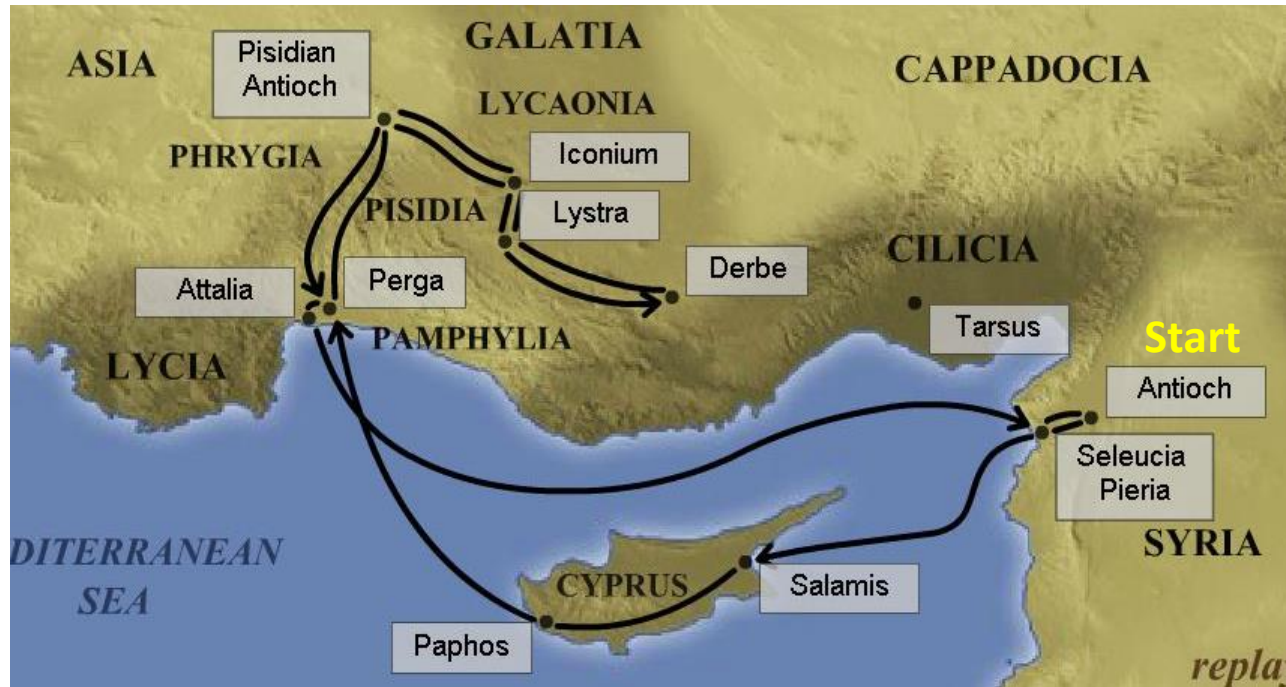 ASIA
Pisidian
Antioch
GALATIA
CAPPADOCIA
LYCAONIA
PHRYGIA
Iconium
PISIDIA
Lystra
CILICIA
Attalia
Perga
Derbe
Tarsus
PAMPHYLIA
LYCIA
Start
Antioch
Seleucia
Pieria
SYRIA
DITERRANEAN
SEA
CYPRUS
Salamis
Paphos
replay